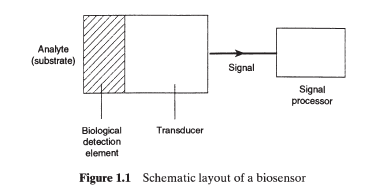 Analyte
(substrate)
Signal
Signal
processor
Biological
detection
element
Transducer
Figure 1.1 Schematic layout of a biosensor